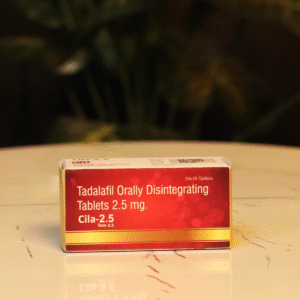 Tadalafil Orally Disintegrating
Tablets 2.5 mg.
Cila-2.5